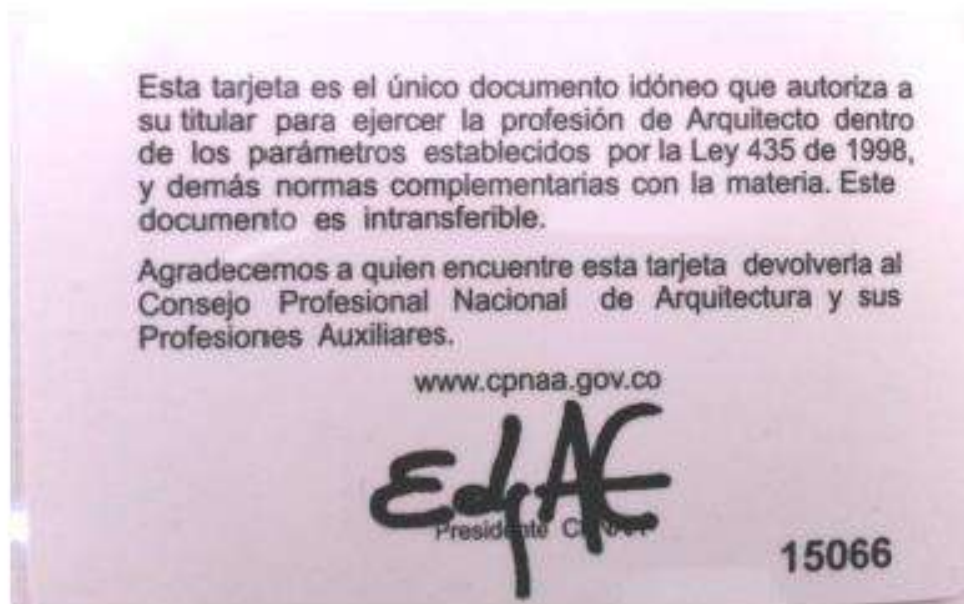 Esta tarjeta es el único documento idóneo que autoriza a
su titular para ejercer la profesión de Arquitecto dentro
de los parámetros establecidos por la Ley 435 de 1998,
y demás normas complementarias con la materia. Este
documento es intransferible.
Agradecemos a quien encuentre esta tarjeta devolverla al
Consejo Profesional Nacional de Arquitectura y sus
Profesiones Auxiliares.
www.cpnaa.gov.co
Presidente
15066